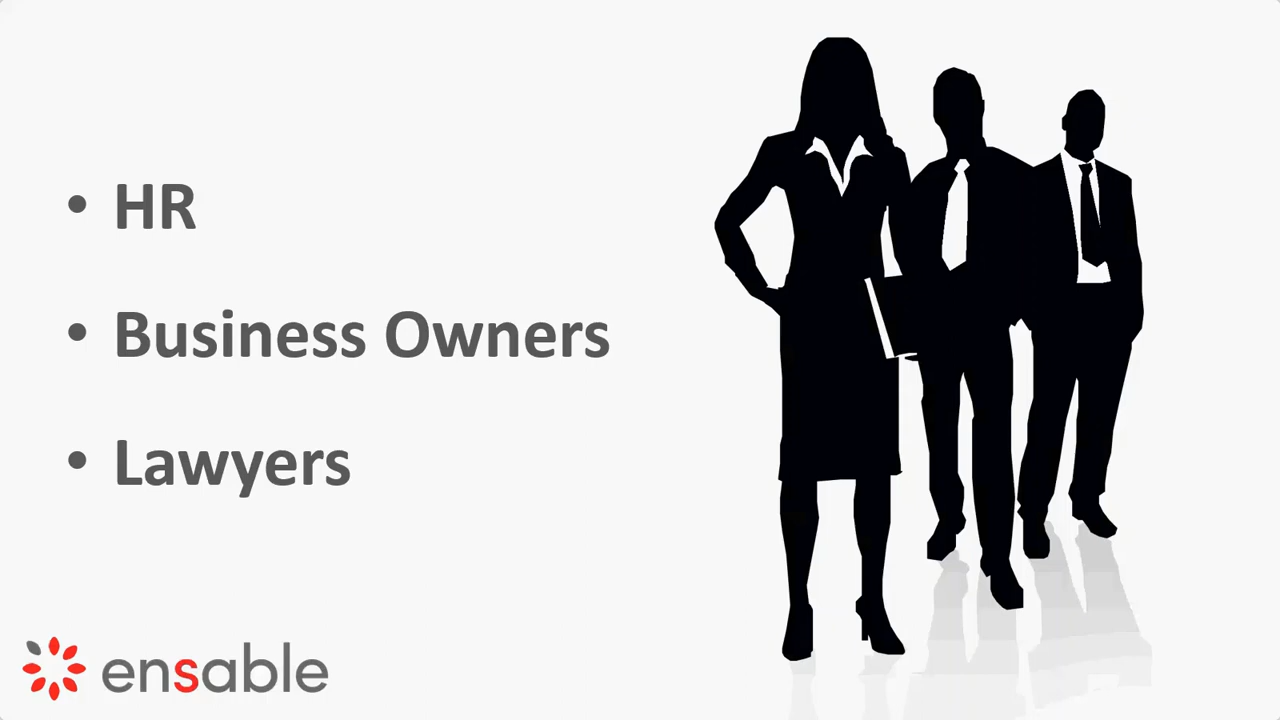 • HR
• Business Owners
• Lawyers
ensable